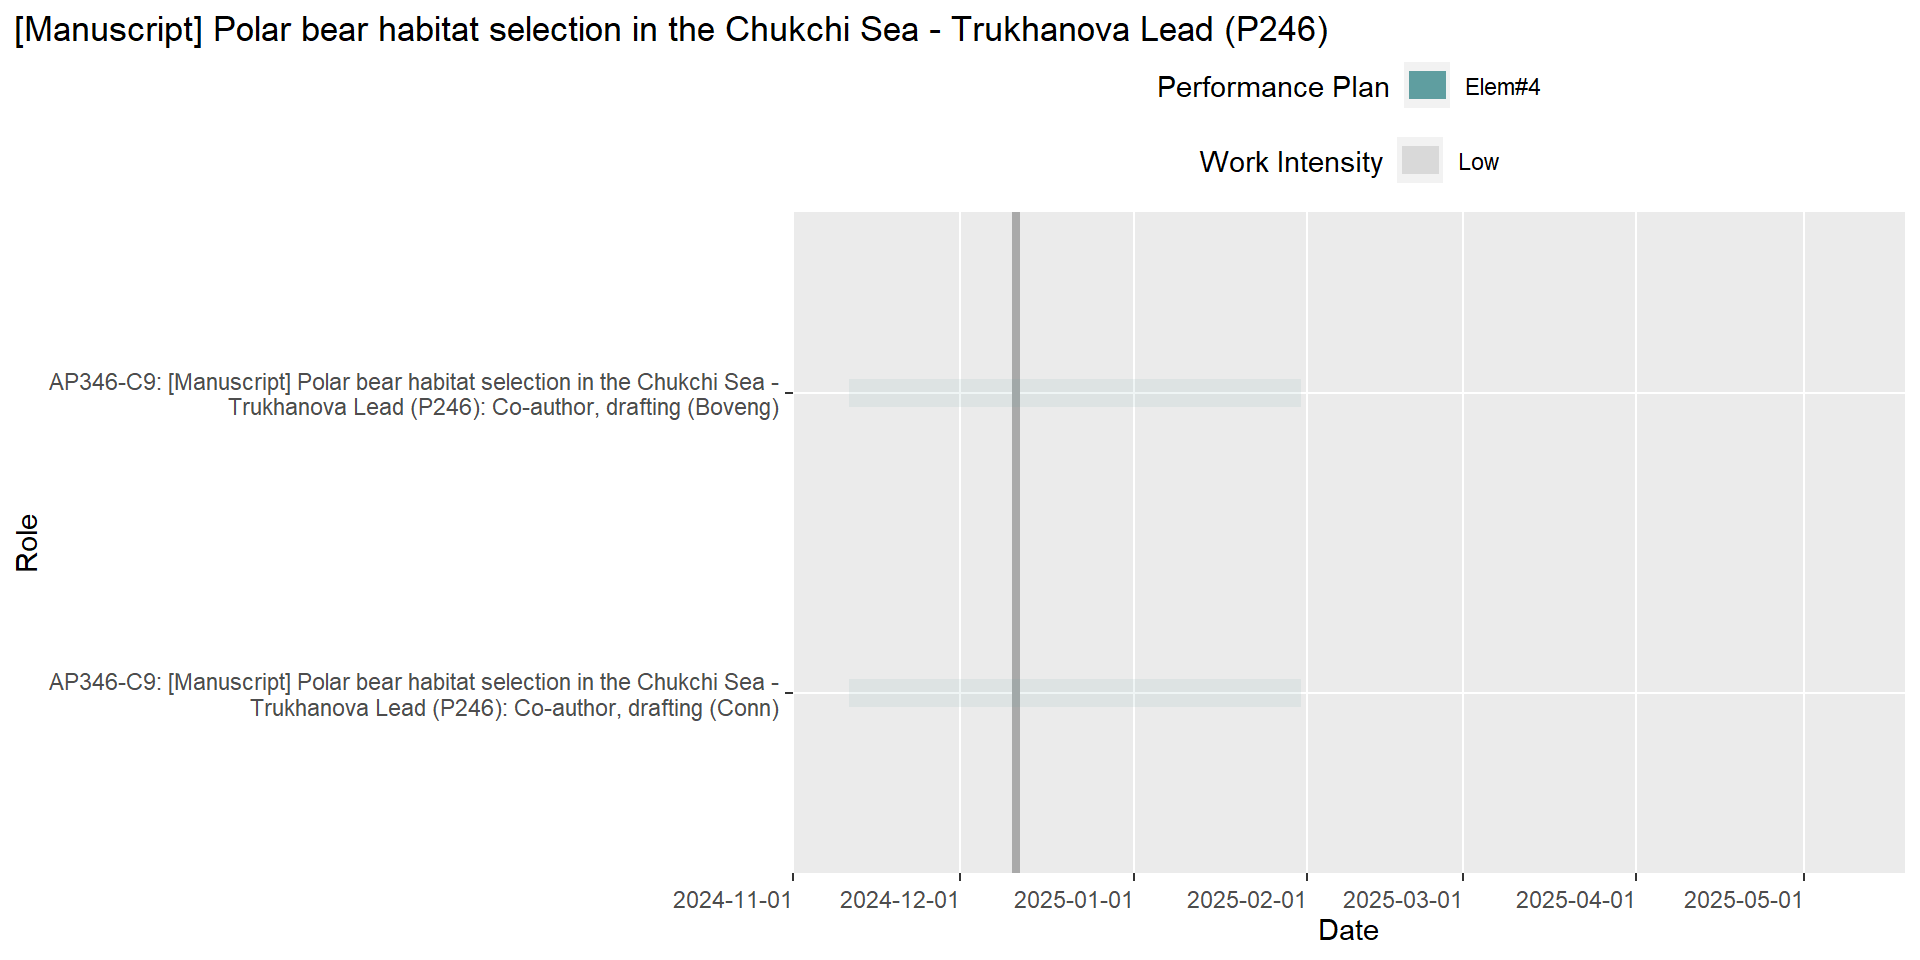 [Manuscript] Polar bear habitat selection in the Chukchi Sea - Trukhanova Lead (P246)
Performance Plan
Elem#4
Work Intensity
Low
AP346-C9: [Manuscript] Polar bear habitat selection in the Chukchi Sea -
Trukhanova Lead (P246): Co-author, drafting (Boveng)
Role
AP346-C9: [Manuscript] Polar bear habitat selection in the Chukchi Sea -
Trukhanova Lead (P246): Co-author, drafting (Conn)
2024-11-01
2024-12-01
2025-01-01
2025-02-01
2025-03-01
2025-04-01
2025-05-01
Date